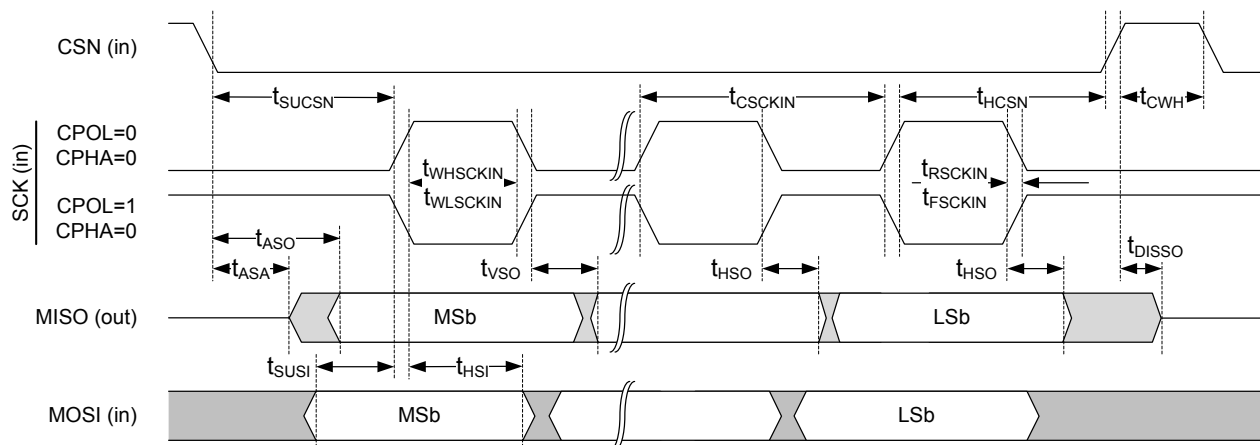 CSN (in)
tSUCSN
tCSCKIN
tHCSN
tCWH
SCK (in)
CPOL=0
CPHA=0
tWHSCKIN
tWLSCKIN
tRSCKIN
tFSCKIN
CPOL=1
CPHA=0
tASO
tASA
tVSO
tHSO
tHSO
tDISSO
MISO (out)
MSb
LSb
tSUSI
tHSI
MOSI (in)
MSb
LSb